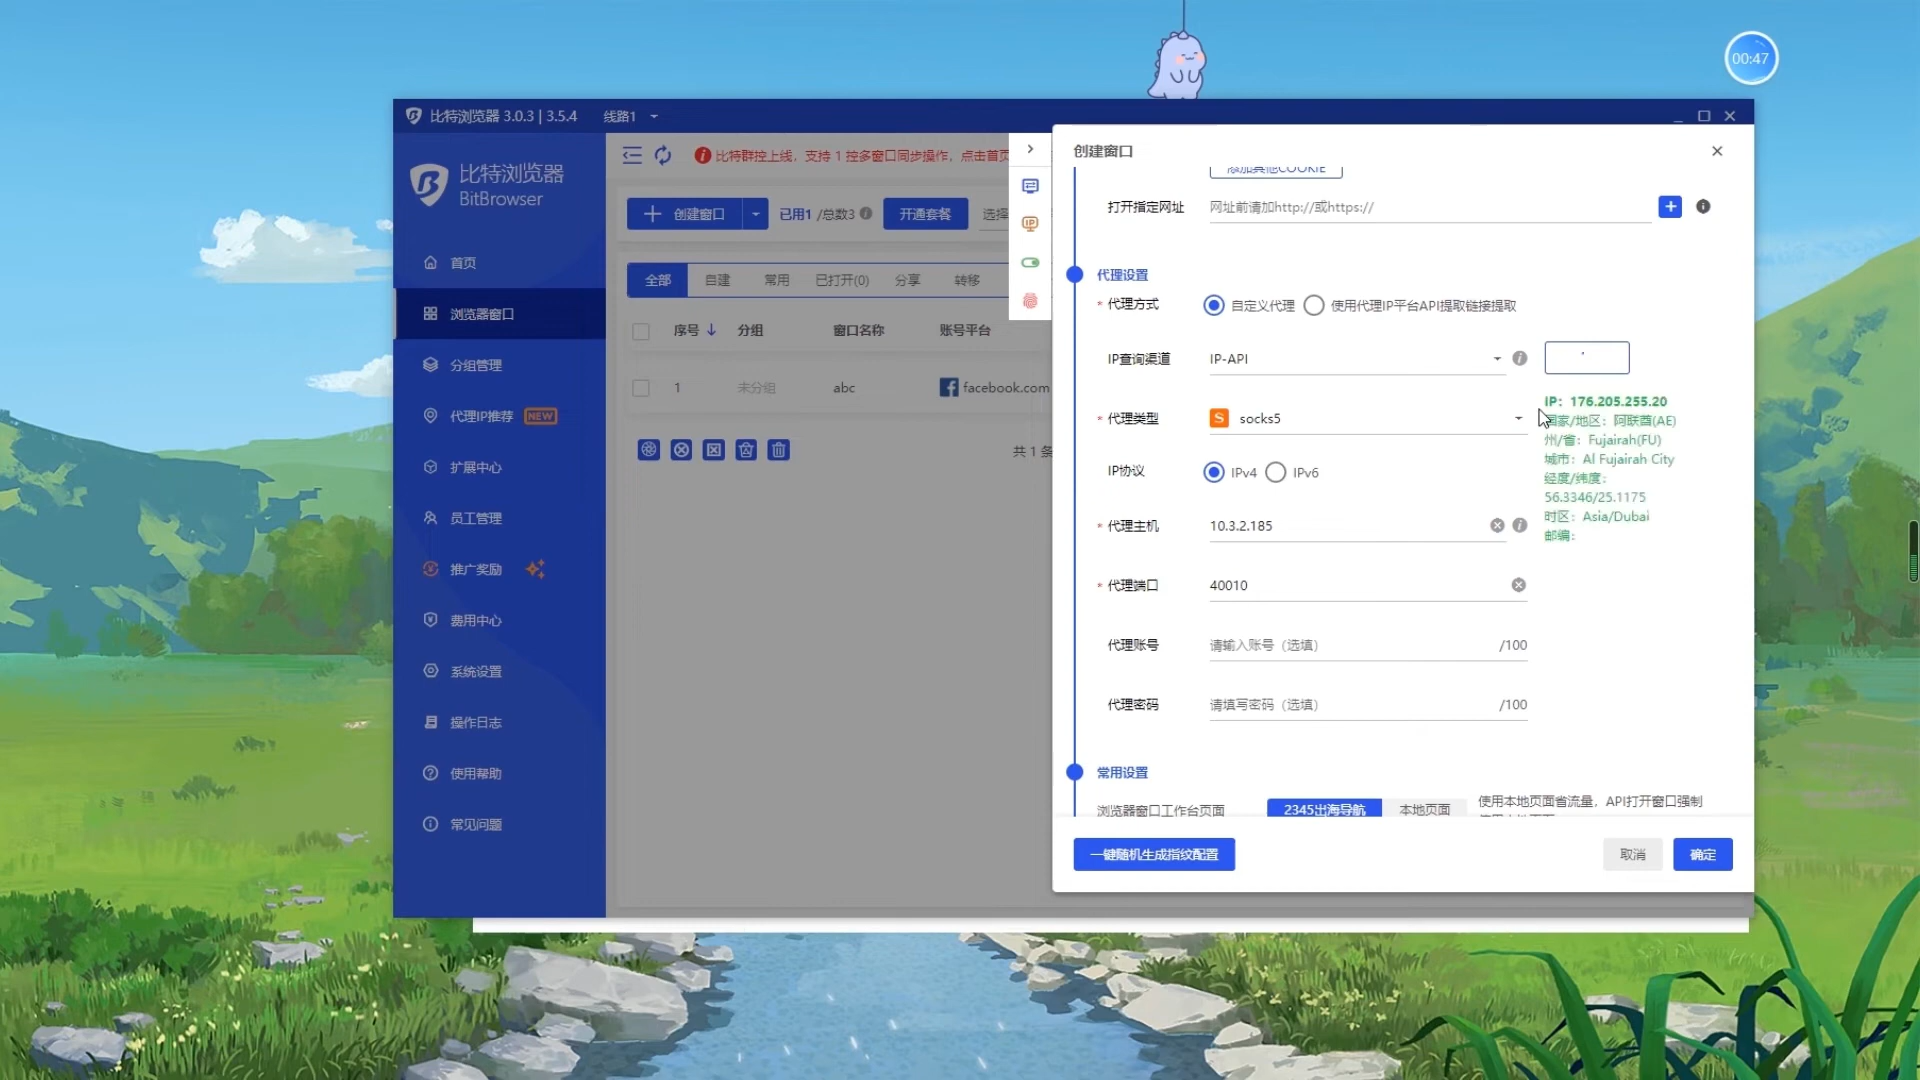 00:47
比特浏览器 3.0.3 | 3.5.4 线路1
比特浏览器
BitBrowser
首页
浏览器窗口
分组管理
代理IP推荐 NEW
扩展中心
员工管理
推广奖励
费用中心
系统设置
操作日志
使用帮助
常见问题
比特群控上线，支持 1 控多窗口同步操作，点击首页
创建窗口 已用1 /总数3 开通套餐 选择
全部 自建 常用 已打开(0) 分享 转移
序号 分组 窗口名称 账号平台
1 未分组 abc facebook.com
共 1 条
IP
创建窗口
添加其他COOKIE
打开指定网址 网址前请加http://或https://
代理设置
* 代理方式 自定义代理 使用代理IP平台API提取链接提取
IP查询渠道 IP-API
* 代理类型 S socks5
IP协议 IPv4 IPv6
* 代理主机 10.3.2.185
* 代理端口 40010
代理账号 请输入账号（选填） /100
代理密码 请填写密码（选填） /100
IP：176.205.255.20
国家/地区：阿联酋(AE)
州/省：Fujairah(FU)
城市：Al Fujairah City
经度/纬度：
56.3346/25.1175
时区：Asia/Dubai
邮编：
常用设置
浏览器窗口工作台页面 2345出海导航 本地页面 使用本地页面省流量，API打开窗口强制
一键随机生成指纹配置 取消 确定